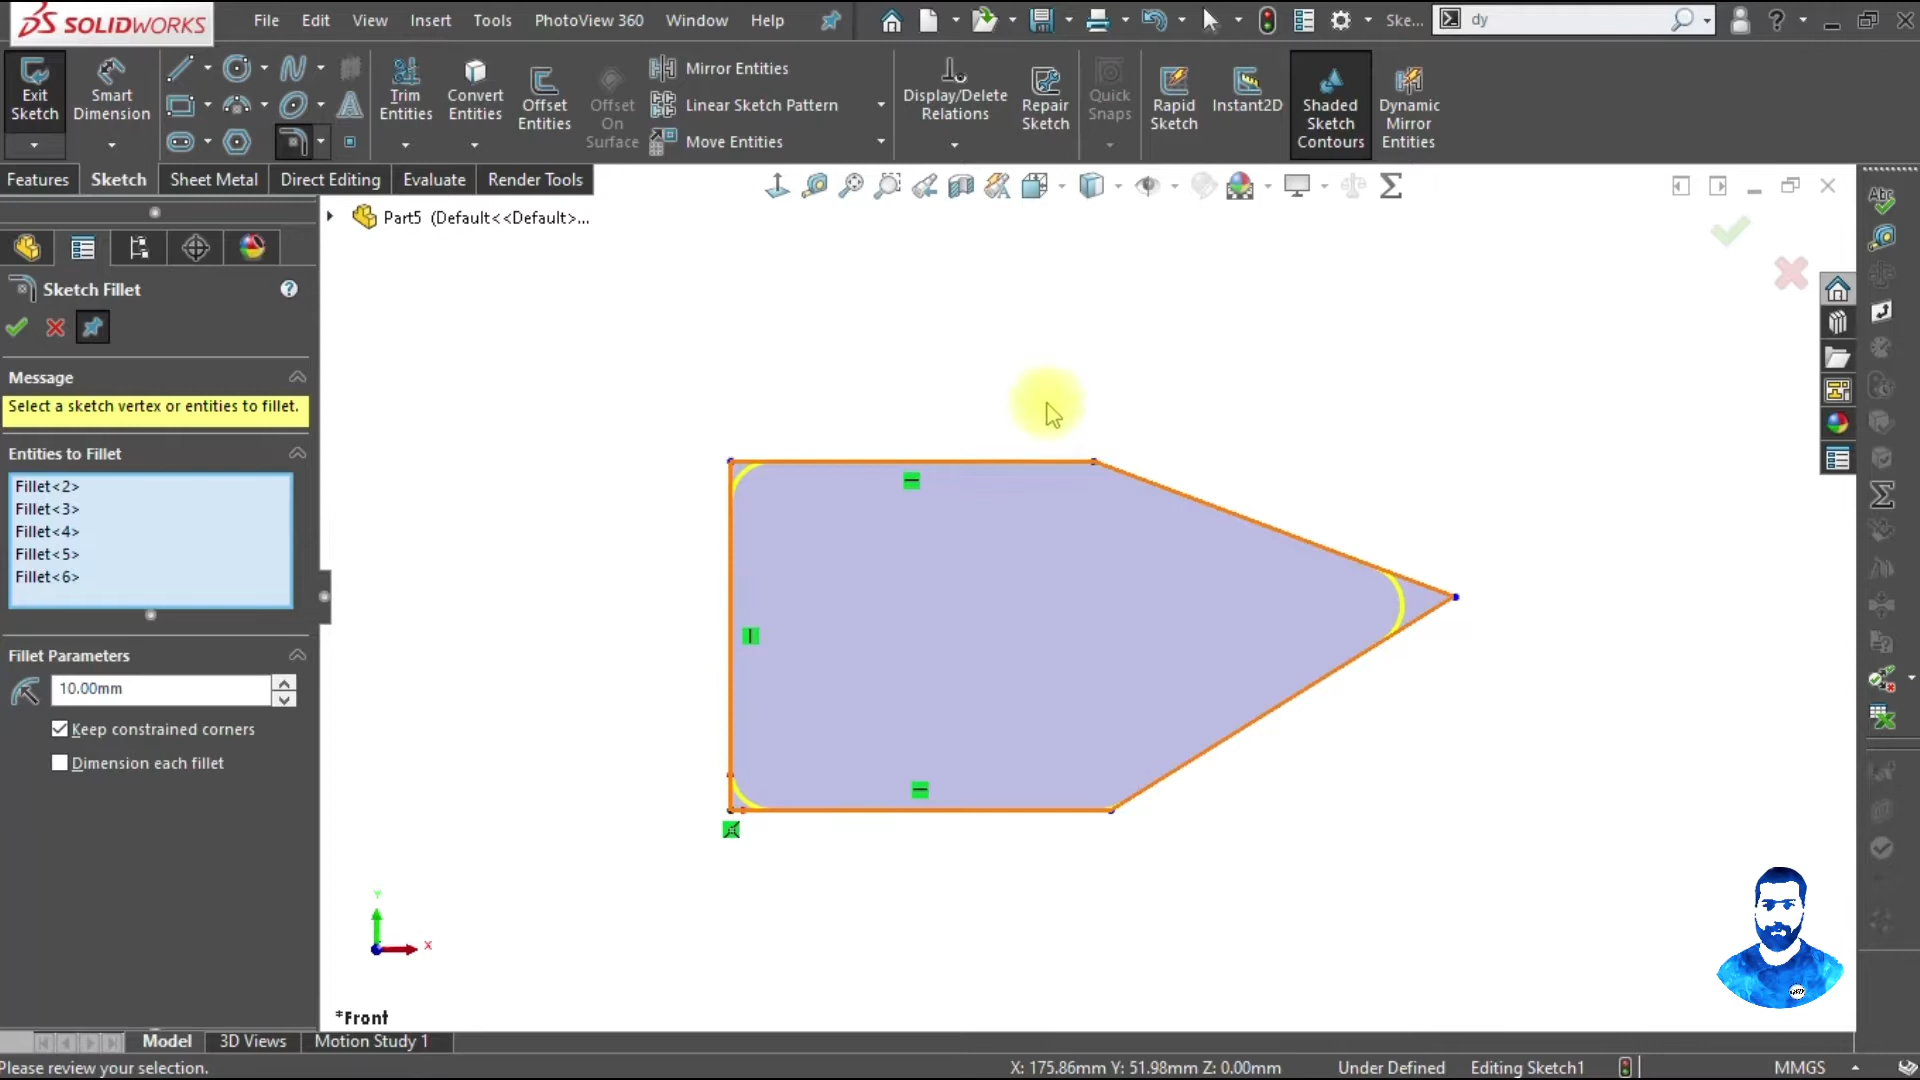 SOLIDWORKS File Edit View Insert Tools PhotoView 360 Window Help Ske... dy
Exit Sketch
Smart Dimension
Trim Entities
Convert Entities
Offset Entities
Offset On Surface
Mirror Entities
Linear Sketch Pattern
Move Entities
Display/Delete Relations
Repair Sketch
Quick Snaps
Rapid Sketch
Instant2D
Shaded Sketch Contours
Dynamic Mirror Entities
Features Sketch Sheet Metal Direct Editing Evaluate Render Tools
Part5 (Default<<Default>...
Sketch Fillet
Message
Select a sketch vertex or entities to fillet.
Entities to Fillet
Fillet<2>
Fillet<3>
Fillet<4>
Fillet<5>
Fillet<6>
Fillet Parameters
10.00mm
Keep constrained corners
Dimension each fillet
Y
X
*Front
Model 3D Views Motion Study 1
Please review your selection. X: 175.86mm Y: 51.98mm Z: 0.00mm Under Defined Editing Sketch1 MMGS